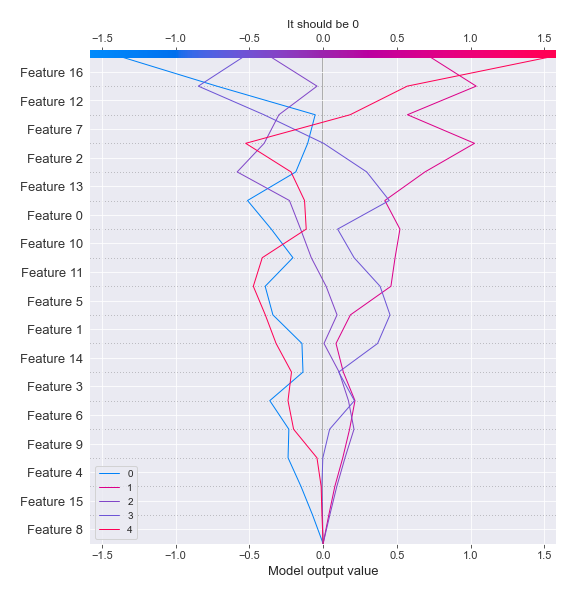 It should be 0
−1.5 −1.0 −0.5 0.0 0.5 1.0 1.5
Feature 16
Feature 12
Feature 7
Feature 2
Feature 13
Feature 0
Feature 10
Feature 11
Feature 5
Feature 1
Feature 14
Feature 3
Feature 6
Feature 9
Feature 4
Feature 15
Feature 8
0
1
2
3
4
−1.5 −1.0 −0.5 0.0 0.5 1.0 1.5
Model output value